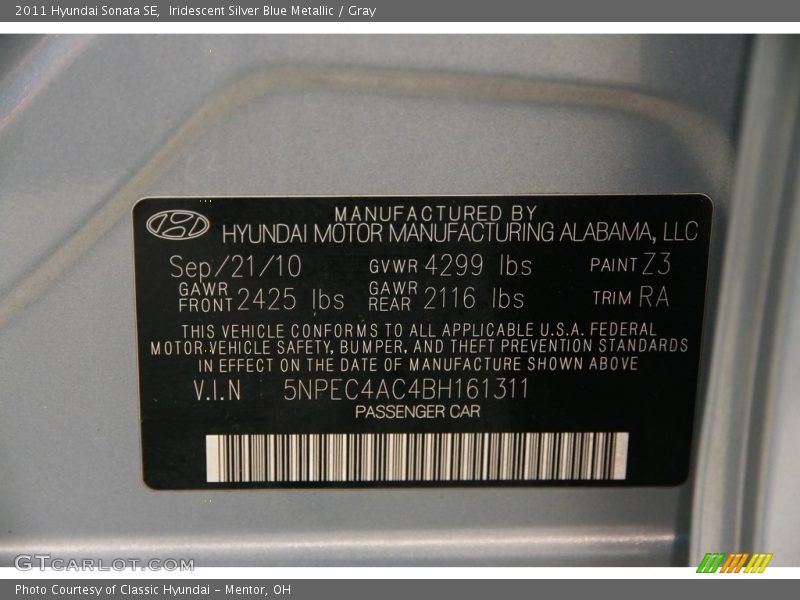 2011 Hyundai Sonata SE,  Iridescent Silver Blue Metallic / Gray
MANUFACTURED BY
HYUNDAI MOTOR MANUFACTURING ALABAMA, LLC
Sep/21/10 GVWR 4299 lbs PAINT Z3
GAWR FRONT 2425 lbs GAWR REAR 2116 lbs TRIM RA
THIS VEHICLE CONFORMS TO ALL APPLICABLE U.S.A. FEDERAL
MOTOR VEHICLE SAFETY, BUMPER, AND THEFT PREVENTION STANDARDS
IN EFFECT ON THE DATE OF MANUFACTURE SHOWN ABOVE
V.I.N 5NPEC4AC4BH161311
PASSENGER CAR
GTCARLOT.COM
Photo Courtesy of Classic Hyundai - Mentor, OH